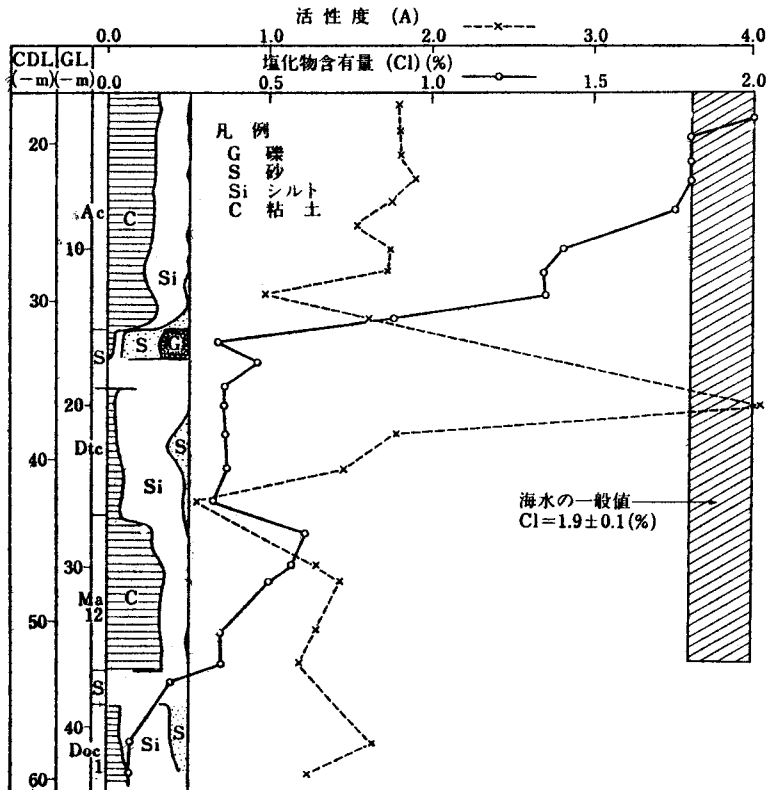 活性度 (A)
0.0 1.0 2.0 3.0 4.0
CDL GL 塩化物含有量 (Cl) (%)
(-m) (-m) 0.0 0.5 1.0 1.5 2.0
凡例
G 礫
S 砂
Si シルト
C 粘土
20
Ac C
10
Si
30
S S G
20
Dtc S
40
Si
海水の一般値
Cl=1.9±0.1(%)
30
Ma C
12
50
S
40
Doc Si S
1
60